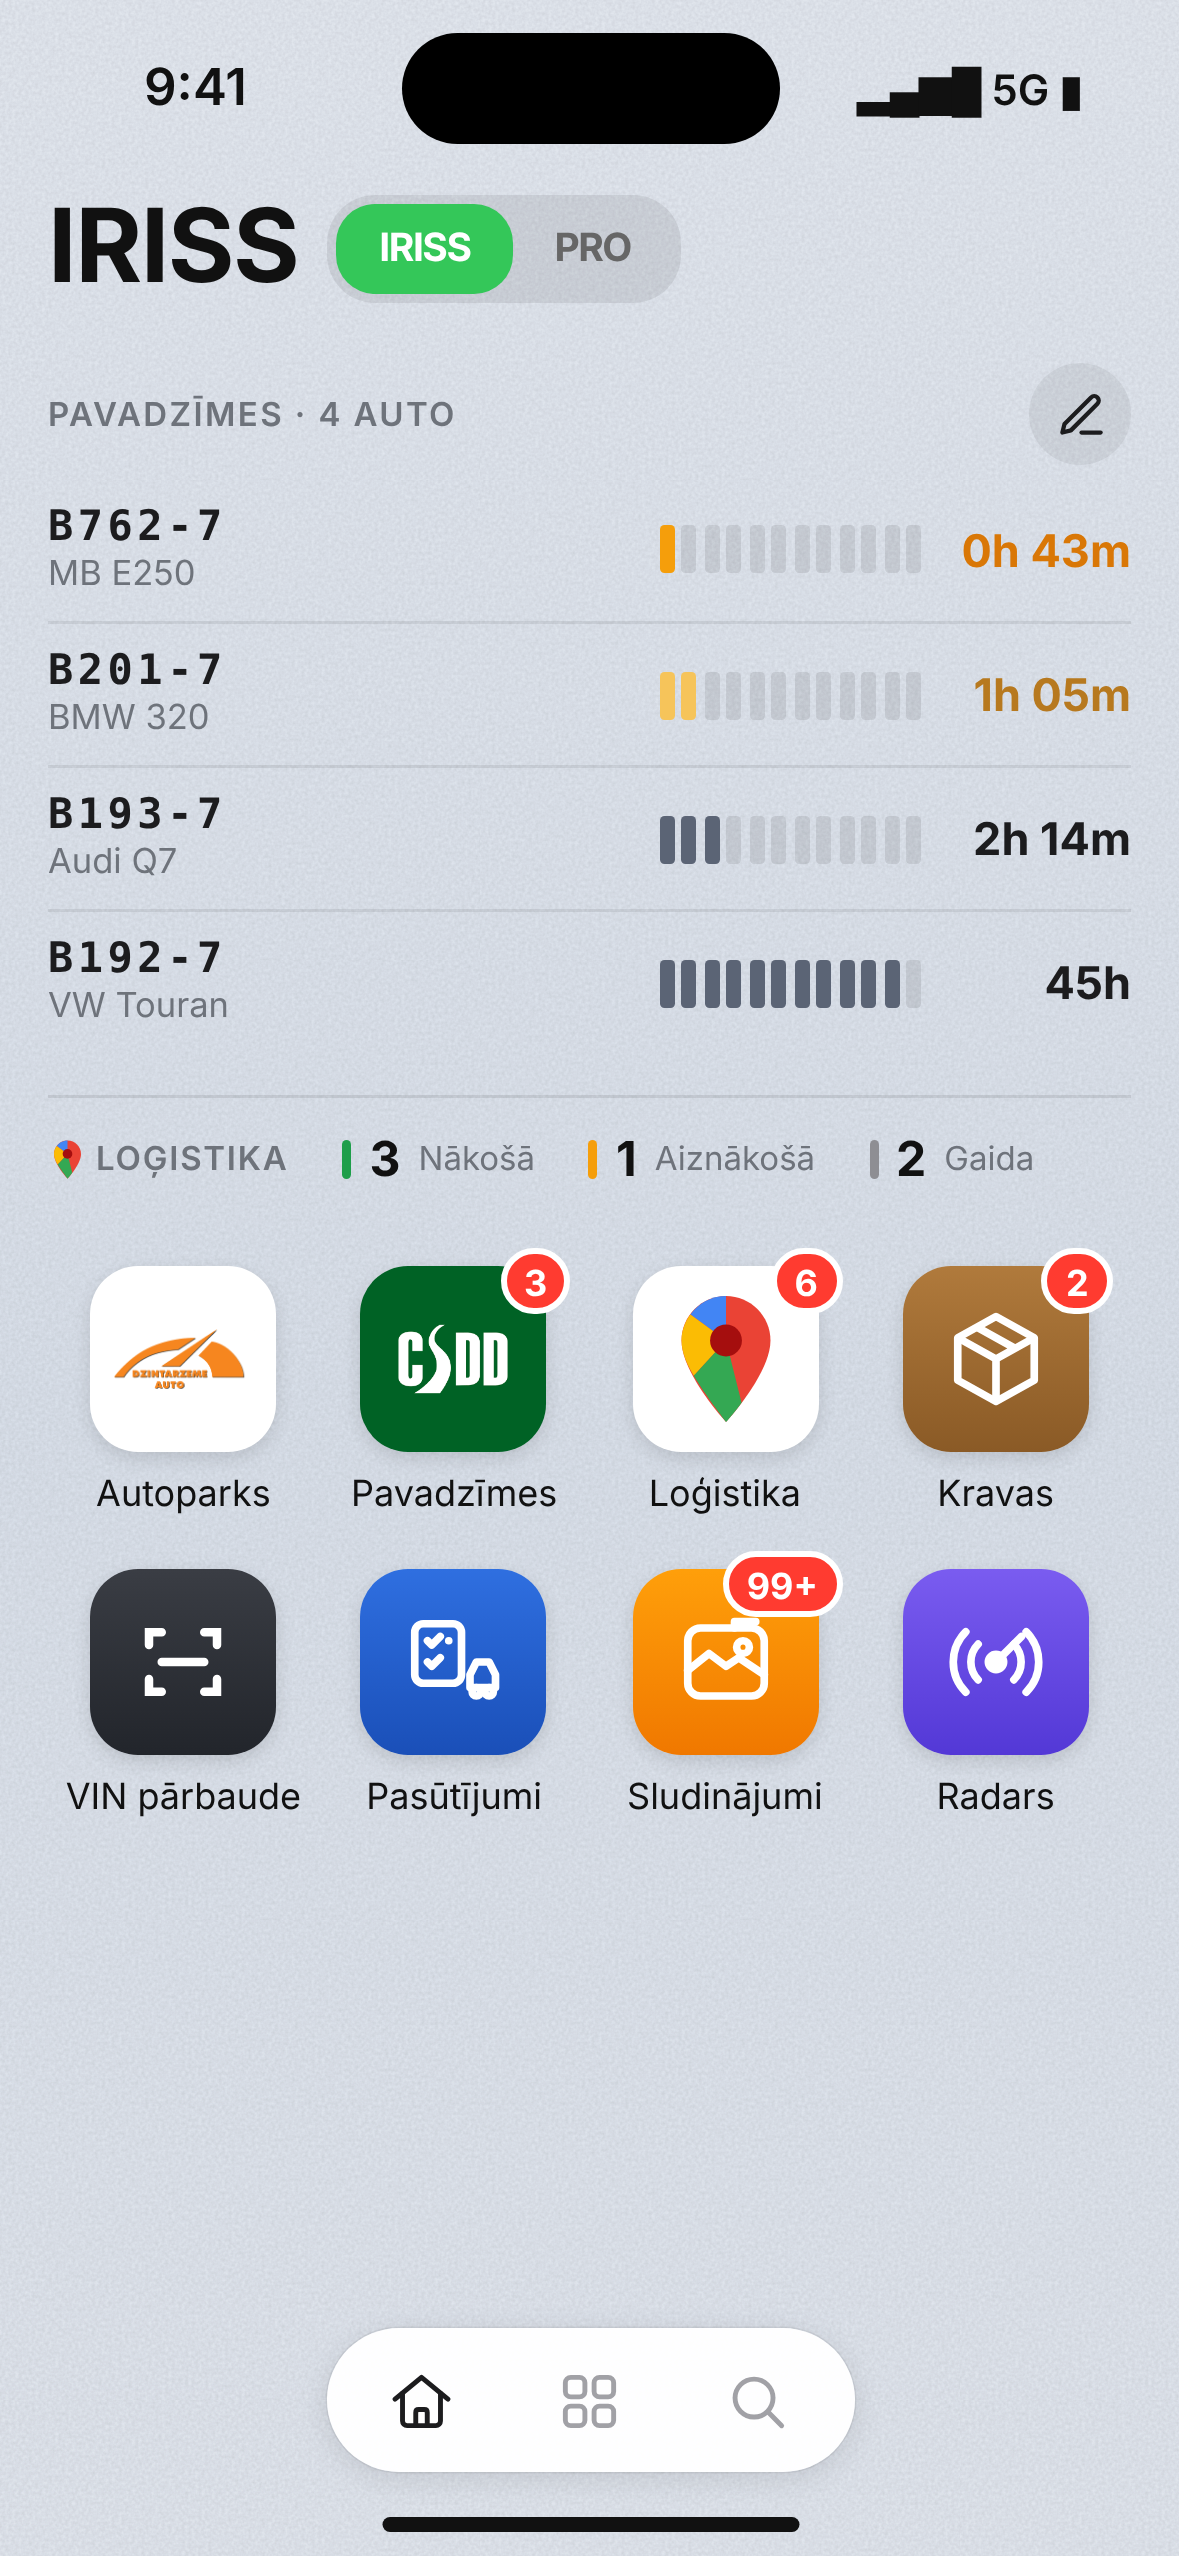 9:41
5G
IRISS
IRISS PRO
PAVADZĪMES · 4 AUTO
B762-7
MB E250
0h 43m
B201-7
BMW 320
1h 05m
B193-7
Audi Q7
2h 14m
B192-7
VW Touran
45h
LOĢISTIKA 3 Nākošā 1 Aiznākošā 2 Gaida
3 6 2
DZINTARZEME
AUTO
CSDD
Autoparks Pavadzīmes Loģistika Kravas
99+
VIN pārbaude Pasūtījumi Sludinājumi Radars